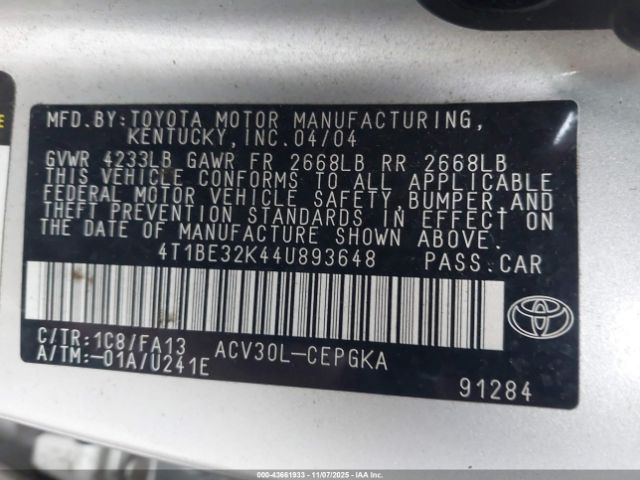 MFD.BY:TOYOTA MOTOR MANUFACTURING,
KENTUCKY,INC.04/04
GVWR 4233LB GAWR FR 2668LB RR 2668LB
THIS VEHICLE CONFORMS TO ALL APPLICABLE
FEDERAL MOTOR VEHICLE SAFETY,BUMPER,AND
THEFT PREVENTION STANDARDS IN EFFECT ON
THE DATE OF MANUFACTURE SHOWN ABOVE.
4T1BE32K44U893648 PASS.CAR
C/TR:1C8/FA13 ACV30L-CEPGKA
A/TM:-01A/U241E
91284
000-43661933 - 11/07/2025 - IAAI.CA